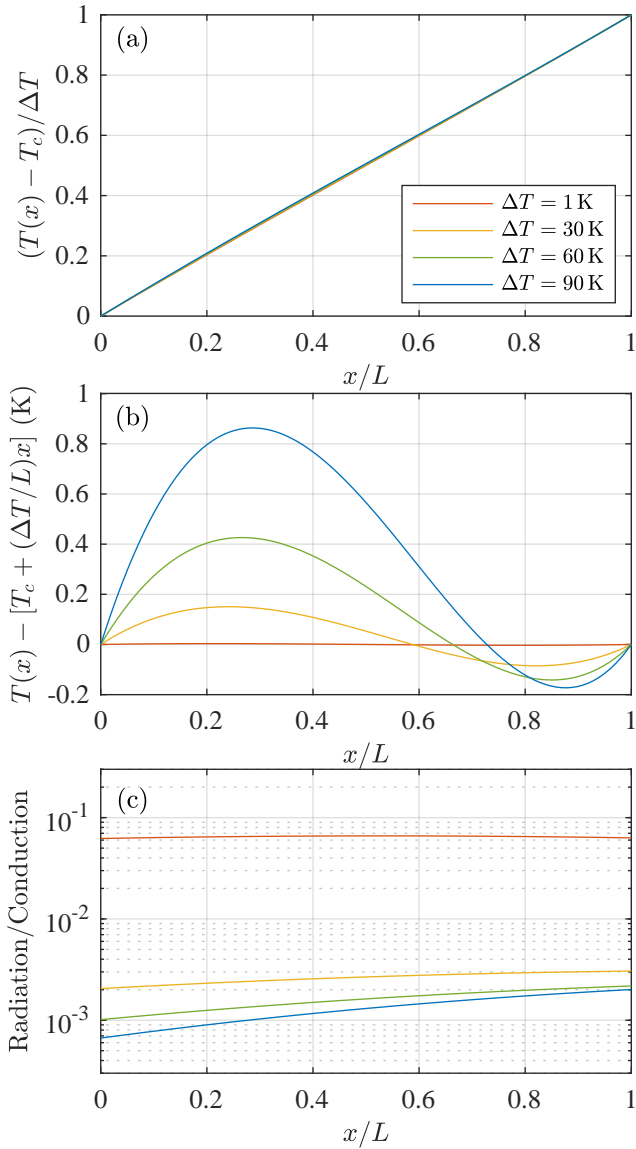 (a)
(T(x) − T_c)/ΔT
1
0.8
0.6
0.4
0.2
0
ΔT = 1 K
ΔT = 30 K
ΔT = 60 K
ΔT = 90 K
0 0.2 0.4 0.6 0.8 1
x/L
(b)
T(x) − [T_c + (ΔT/L)x] (K)
1
0.8
0.6
0.4
0.2
0
-0.2
0 0.2 0.4 0.6 0.8 1
x/L
(c)
Radiation/Conduction
10^-1
10^-2
10^-3
0 0.2 0.4 0.6 0.8 1
x/L